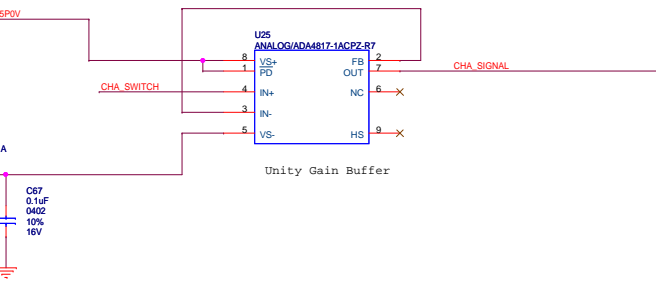 5P0V
U25
ANALOG/ADA4817-1ACPZ-R7
8 VS+ FB 2
1 PD OUT 7
CHA_SIGNAL
CHA_SWITCH
4 IN+ NC 6
3 IN-
5 VS- HS 9
A
Unity Gain Buffer
C67
0.1uF
0402
10%
16V